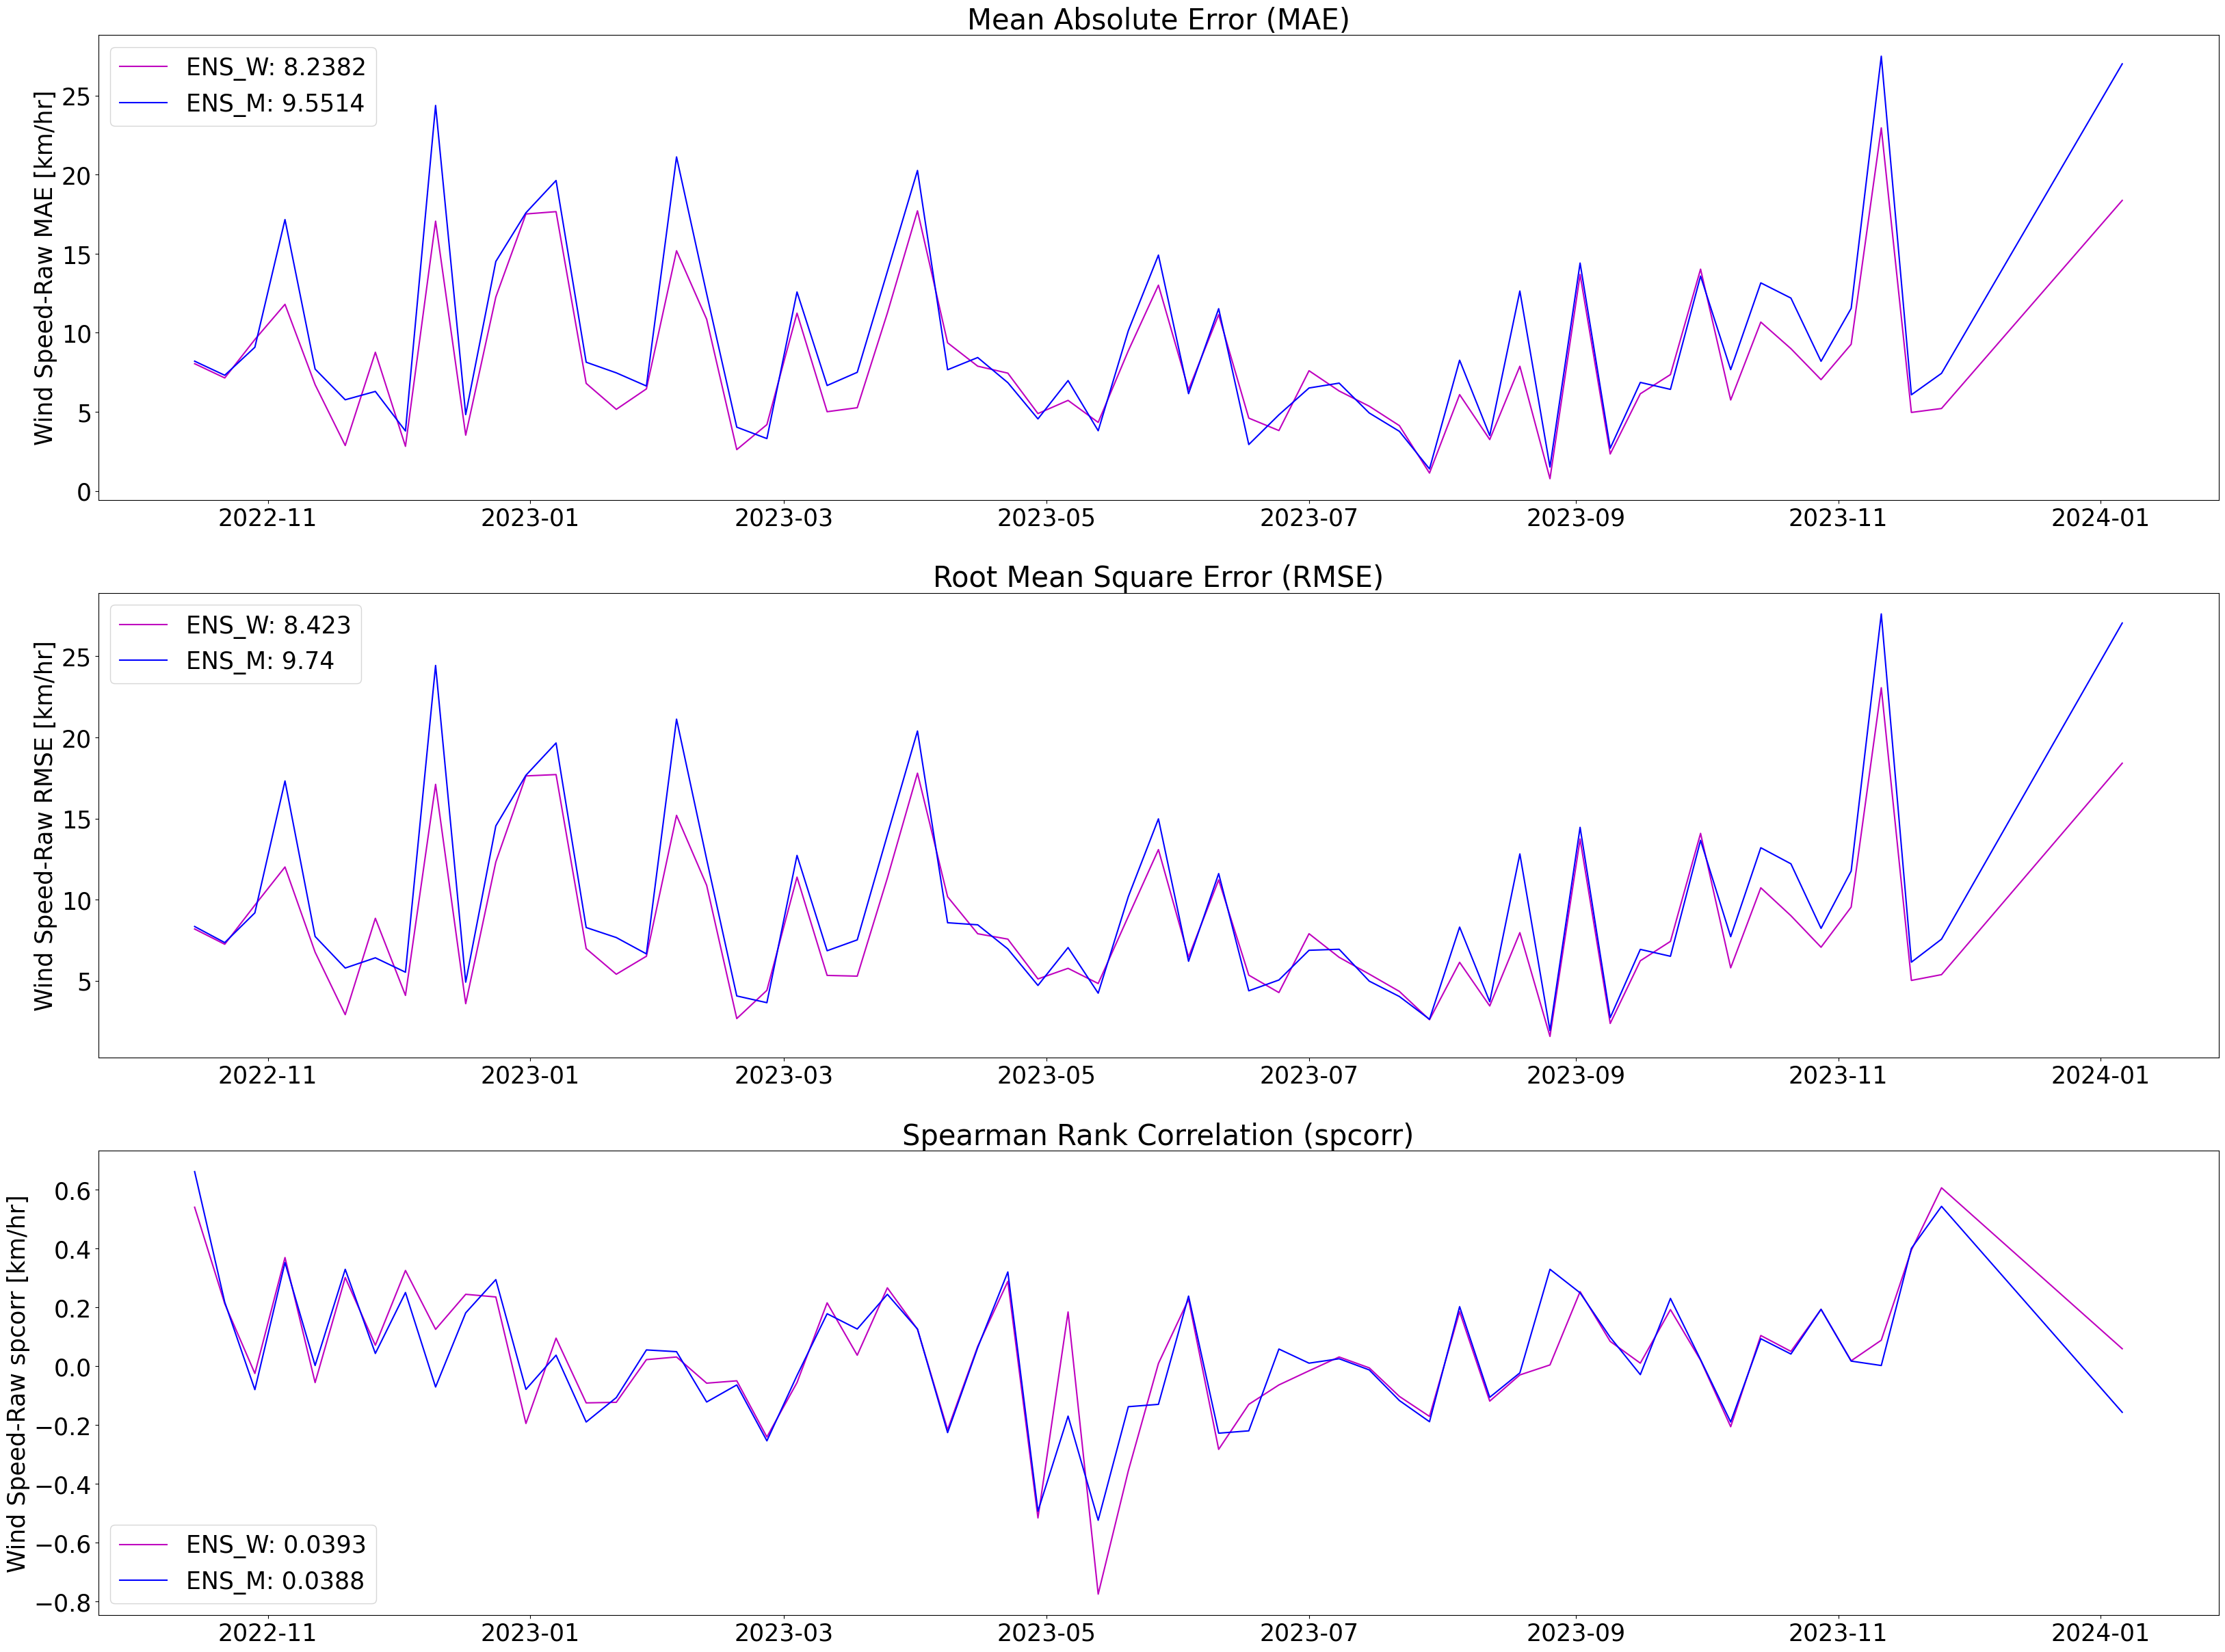 Mean Absolute Error (MAE)
Wind Speed-Raw MAE [km/hr]
ENS_W: 8.2382
ENS_M: 9.5514
25
20
15
10
5
0
2022-11 2023-01 2023-03 2023-05 2023-07 2023-09 2023-11 2024-01
Root Mean Square Error (RMSE)
Wind Speed-Raw RMSE [km/hr]
ENS_W: 8.423
ENS_M: 9.74
25
20
15
10
5
2022-11 2023-01 2023-03 2023-05 2023-07 2023-09 2023-11 2024-01
Spearman Rank Correlation (spcorr)
Wind Speed-Raw spcorr [km/hr]
0.6
0.4
0.2
0.0
−0.2
−0.4
−0.6
−0.8
ENS_W: 0.0393
ENS_M: 0.0388
2022-11 2023-01 2023-03 2023-05 2023-07 2023-09 2023-11 2024-01